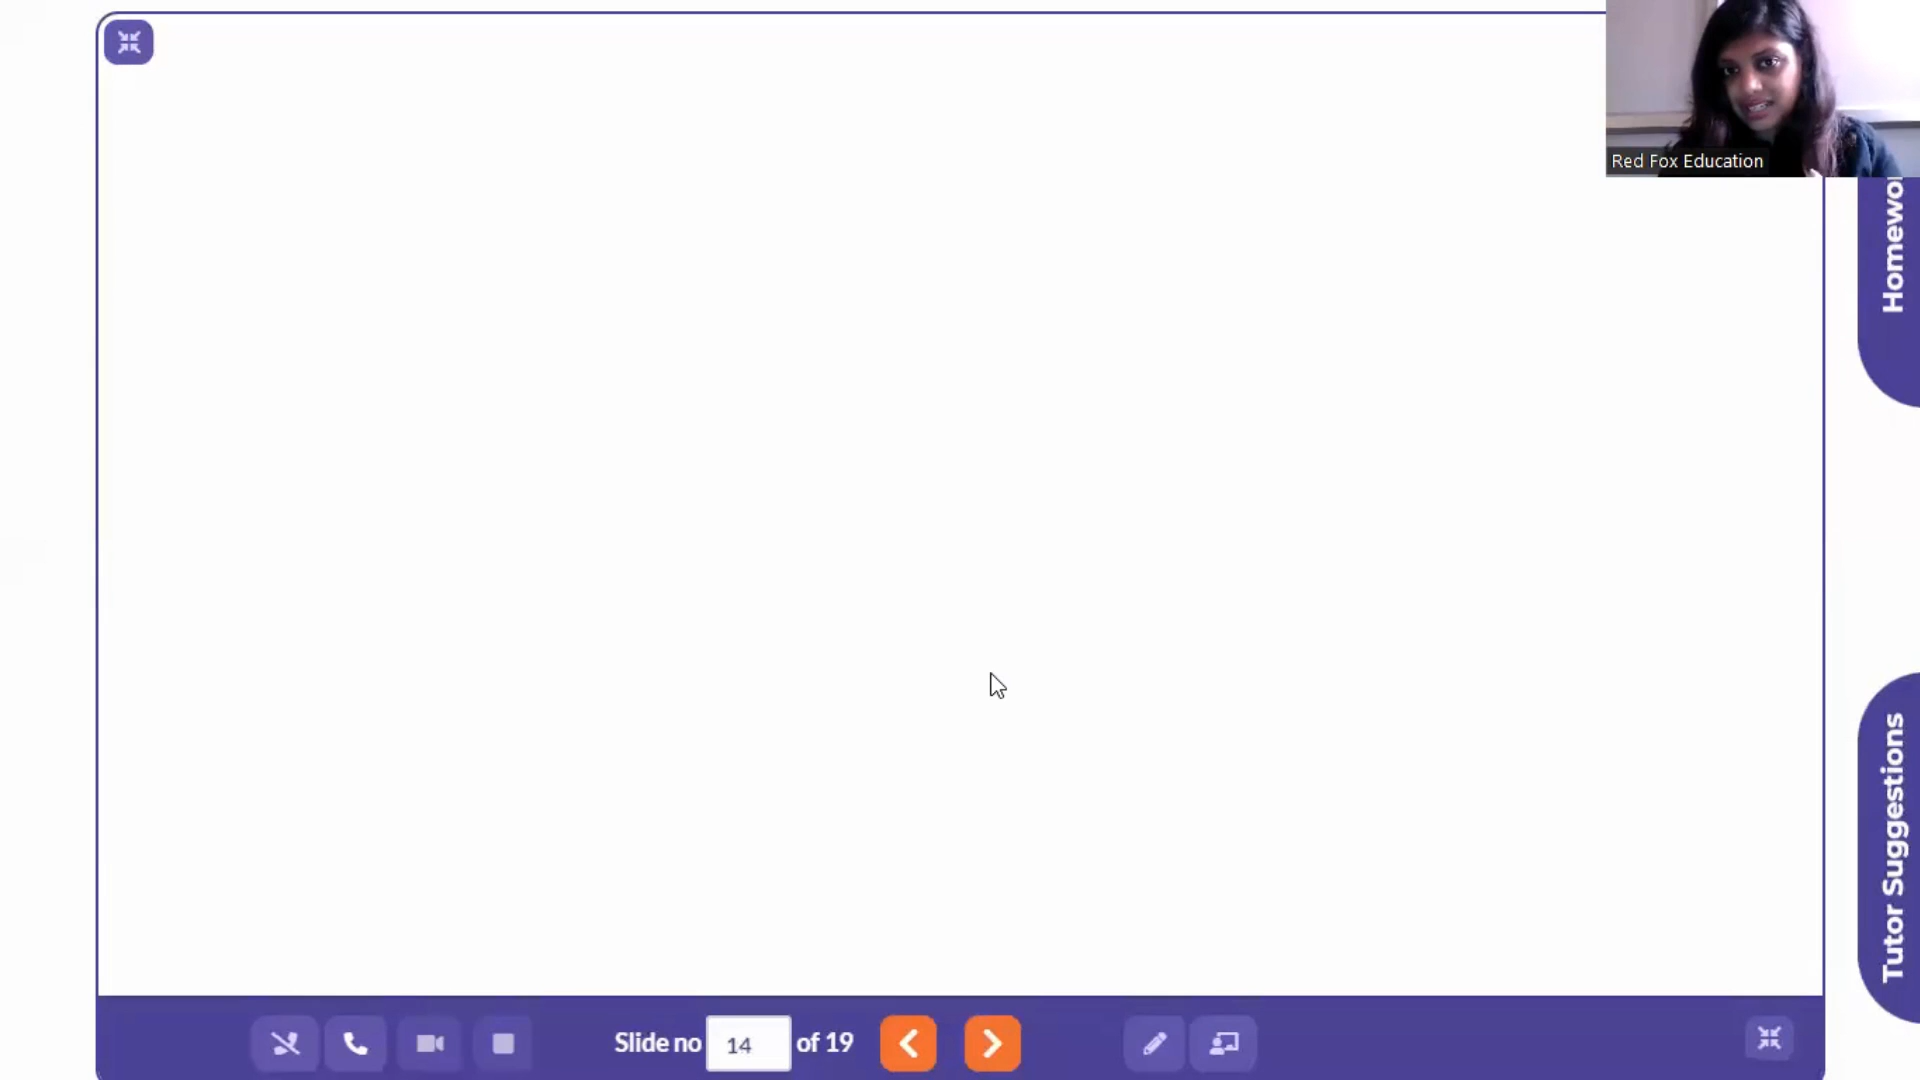 Red Fox Education
Homewo
Tutor Suggestions
Slide no 14 of 19